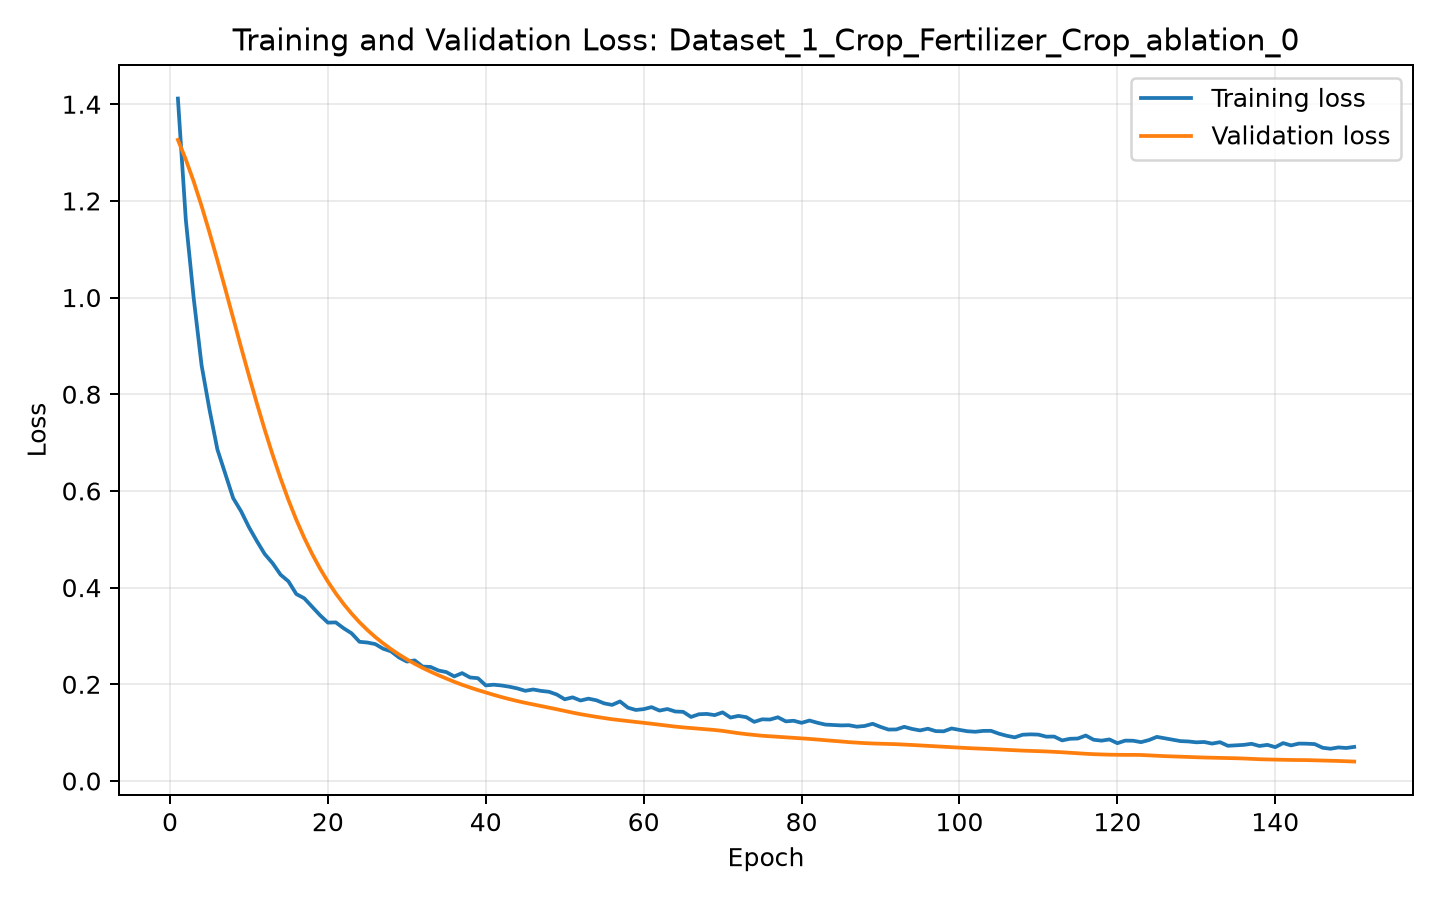 Training and Validation Loss: Dataset_1_Crop_Fertilizer_Crop_ablation_0
Training loss
Validation loss
1.4
1.2
1.0
0.8
0.6
0.4
0.2
0.0
Loss
0 20 40 60 80 100 120 140
Epoch